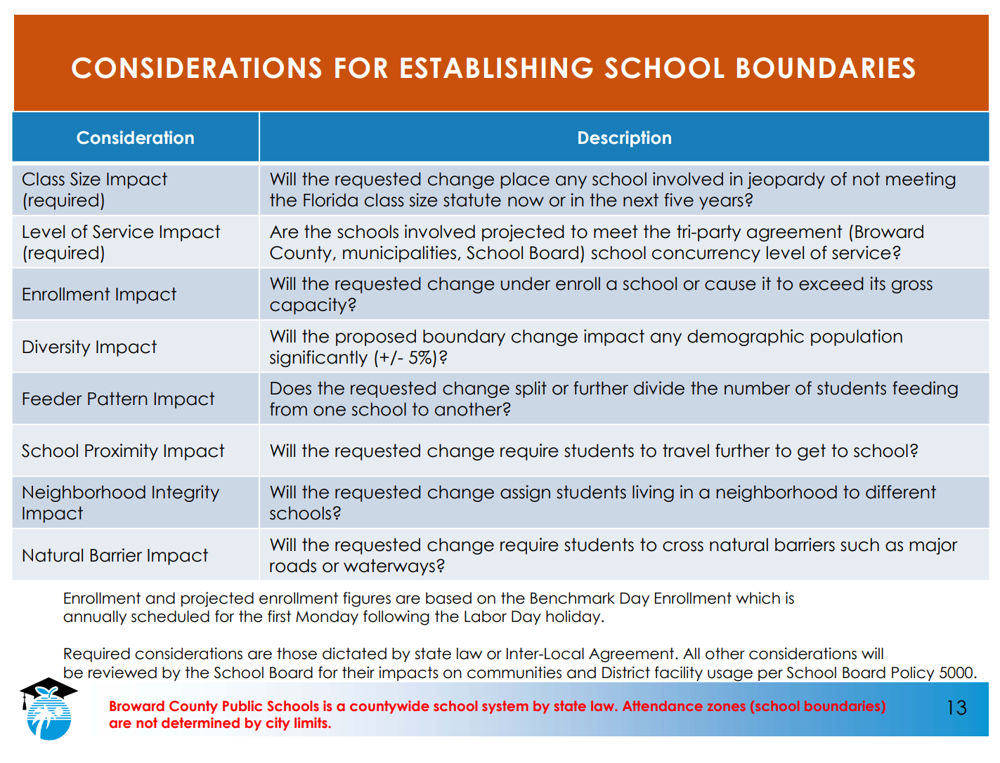 CONSIDERATIONS FOR ESTABLISHING SCHOOL BOUNDARIES
Consideration
Description
Class Size Impact
(required)
Will the requested change place any school involved in jeopardy of not meeting
the Florida class size statute now or in the next five years?
Level of Service Impact
(required)
Are the schools involved projected to meet the tri-party agreement (Broward
County, municipalities, School Board) school concurrency level of service?
Enrollment Impact
Will the requested change under enroll a school or cause it to exceed its gross
capacity?
Diversity Impact
Will the proposed boundary change impact any demographic population
significantly (+/- 5%)?
Feeder Pattern Impact
Does the requested change split or further divide the number of students feeding
from one school to another?
School Proximity Impact
Will the requested change require students to travel further to get to school?
Neighborhood Integrity
Impact
Will the requested change assign students living in a neighborhood to different
schools?
Natural Barrier Impact
Will the requested change require students to cross natural barriers such as major
roads or waterways?
Enrollment and projected enrollment figures are based on the Benchmark Day Enrollment which is
annually scheduled for the first Monday following the Labor Day holiday.
Required considerations are those dictated by state law or Inter-Local Agreement. All other considerations will
be reviewed by the School Board for their impacts on communities and District facility usage per School Board Policy 5000.
Broward County Public Schools is a countywide school system by state law. Attendance zones (school boundaries)
are not determined by city limits.
13